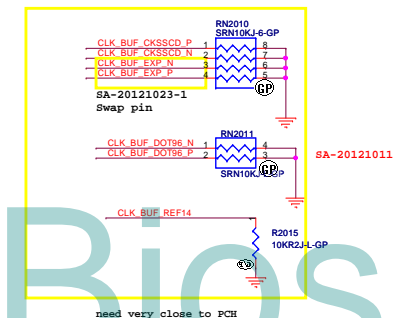 RN2010
SRN10KJ-6-GP
CLK_BUF_CKSSCD_P 1 8
CLK_BUF_CKSSCD_N 2 7
CLK_BUF_EXP_N 3 6
CLK_BUF_EXP_P 4 5
GP
SA-20121023-1
Swap pin
RN2011
CLK_BUF_DOT96_N 1 4
CLK_BUF_DOT96_P 2 3
SA-20121011
GP
CLK_BUF_REF14
R2015
10KR2J-L-GP
Bios
need very close to PCH